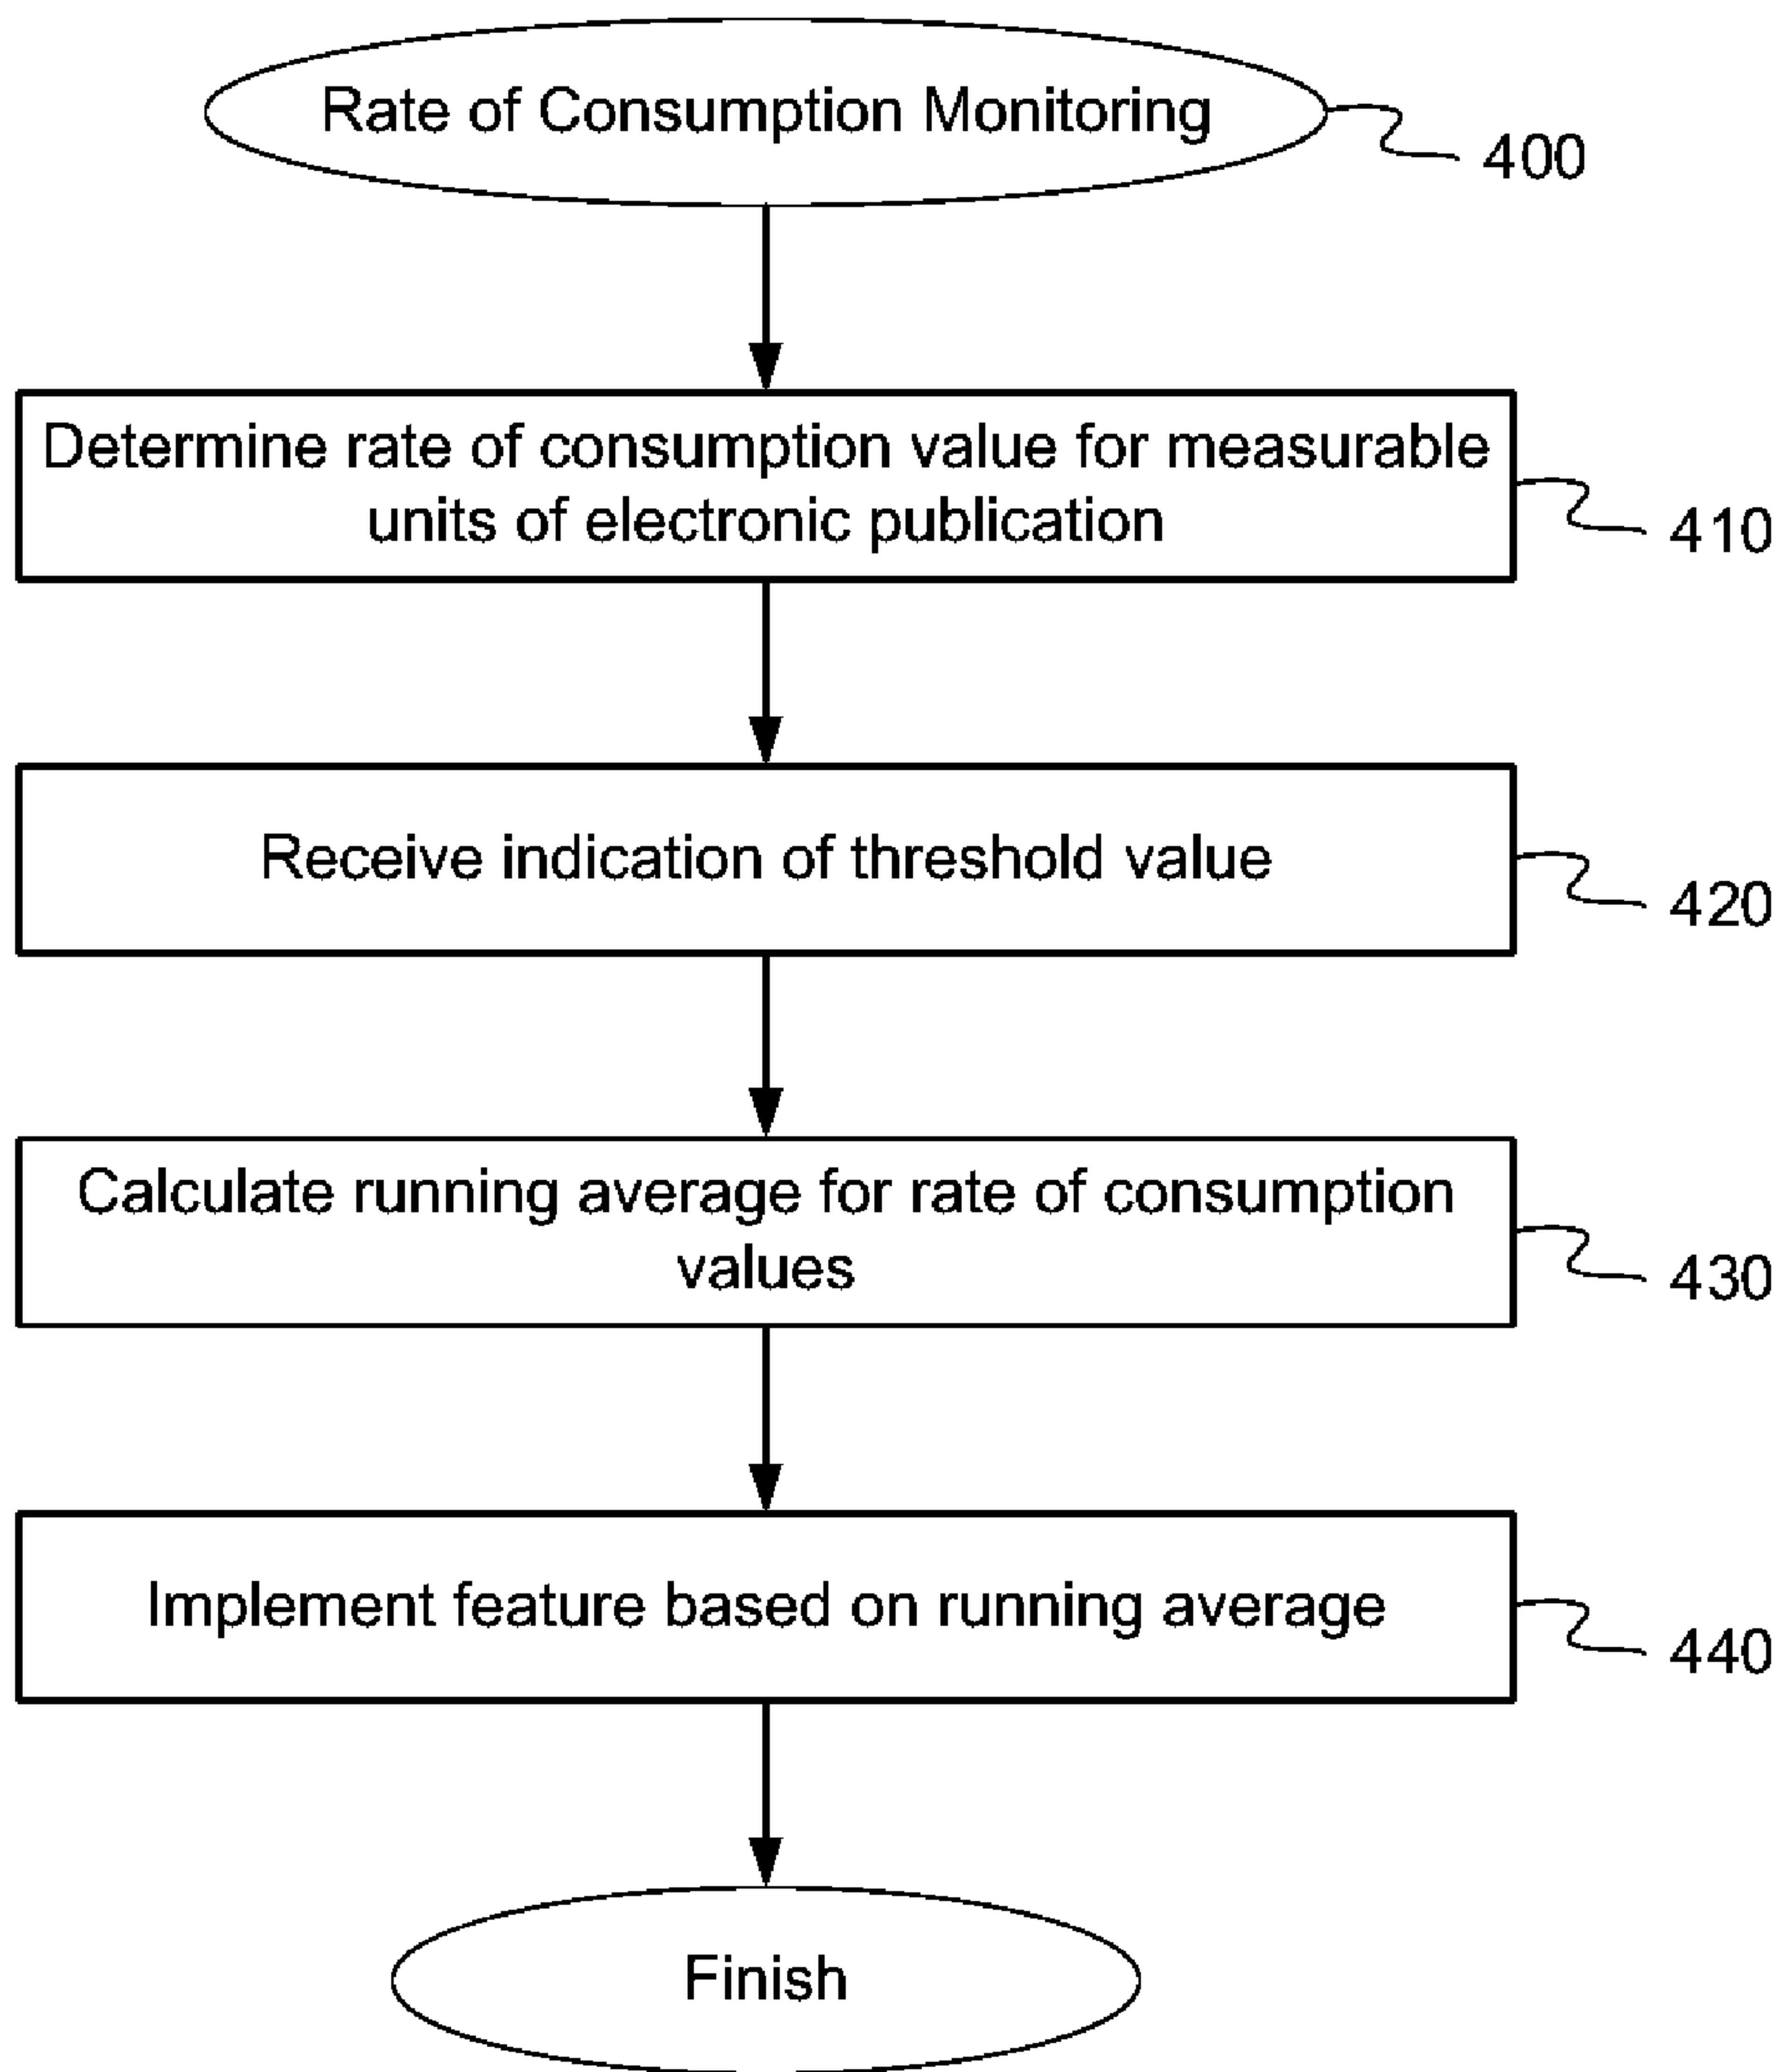 Rate of Consumption Monitoring
400
Determine rate of consumption value for measurable
units of electronic publication
410
Receive indication of threshold value
420
Calculate running average for rate of consumption
values
430
Implement feature based on running average
440
Finish